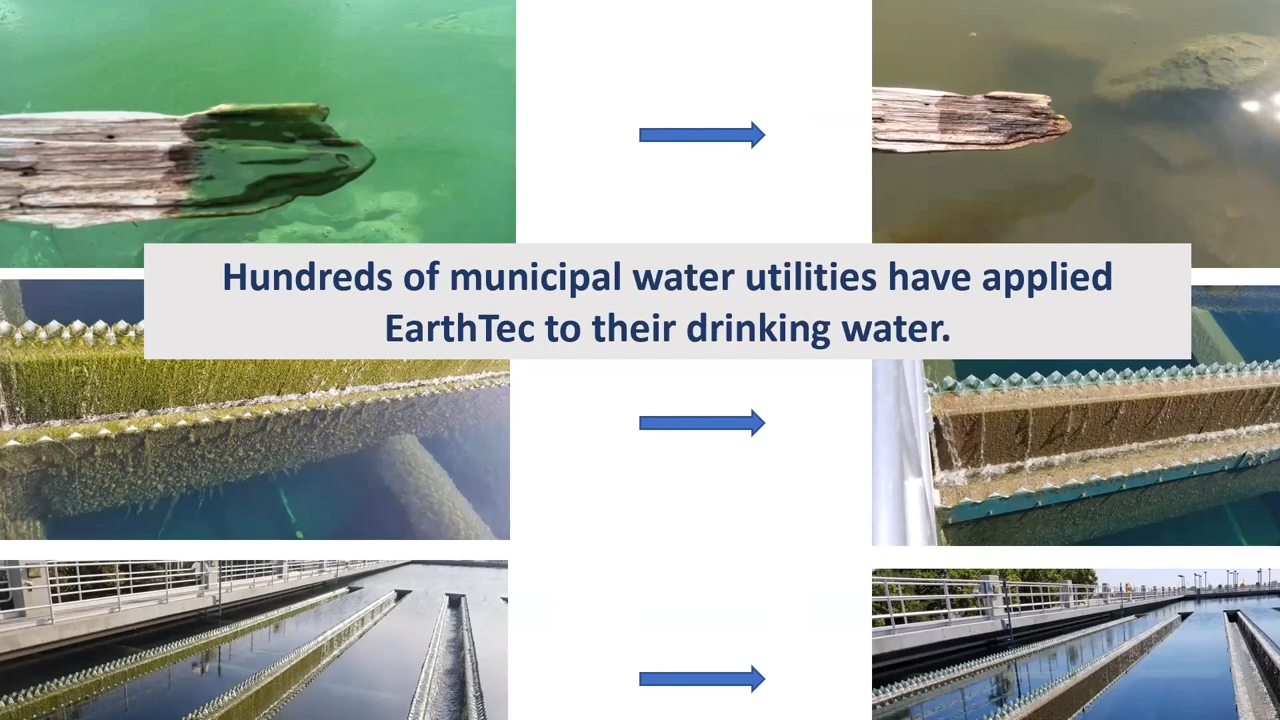 Hundreds of municipal water utilities have applied
EarthTec to their drinking water.